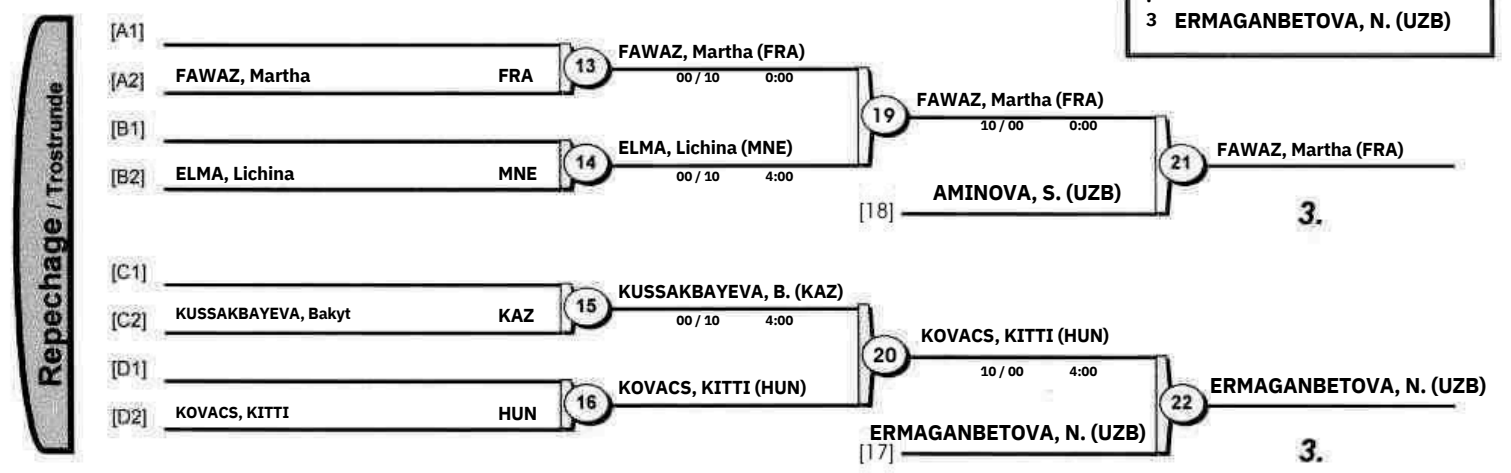 3 ERMAGANBETOVA, N. (UZB)
Repechage / Trostrunde
[A1]
[A2] FAWAZ, Martha FRA
13
FAWAZ, Martha (FRA)
00 / 10 0:00
[B1]
[B2] ELMA, Lichina MNE
14
ELMA, Lichina (MNE)
00 / 10 4:00
19
FAWAZ, Martha (FRA)
10 / 00 0:00
[18] AMINOVA, S. (UZB)
21
FAWAZ, Martha (FRA)
3.
[C1]
[C2] KUSSAKBAYEVA, Bakyt KAZ
15
KUSSAKBAYEVA, B. (KAZ)
00 / 10 4:00
[D1]
[D2] KOVACS, KITTI HUN
16
KOVACS, KITTI (HUN)
20
KOVACS, KITTI (HUN)
10 / 00 4:00
[17] ERMAGANBETOVA, N. (UZB)
22
ERMAGANBETOVA, N. (UZB)
3.